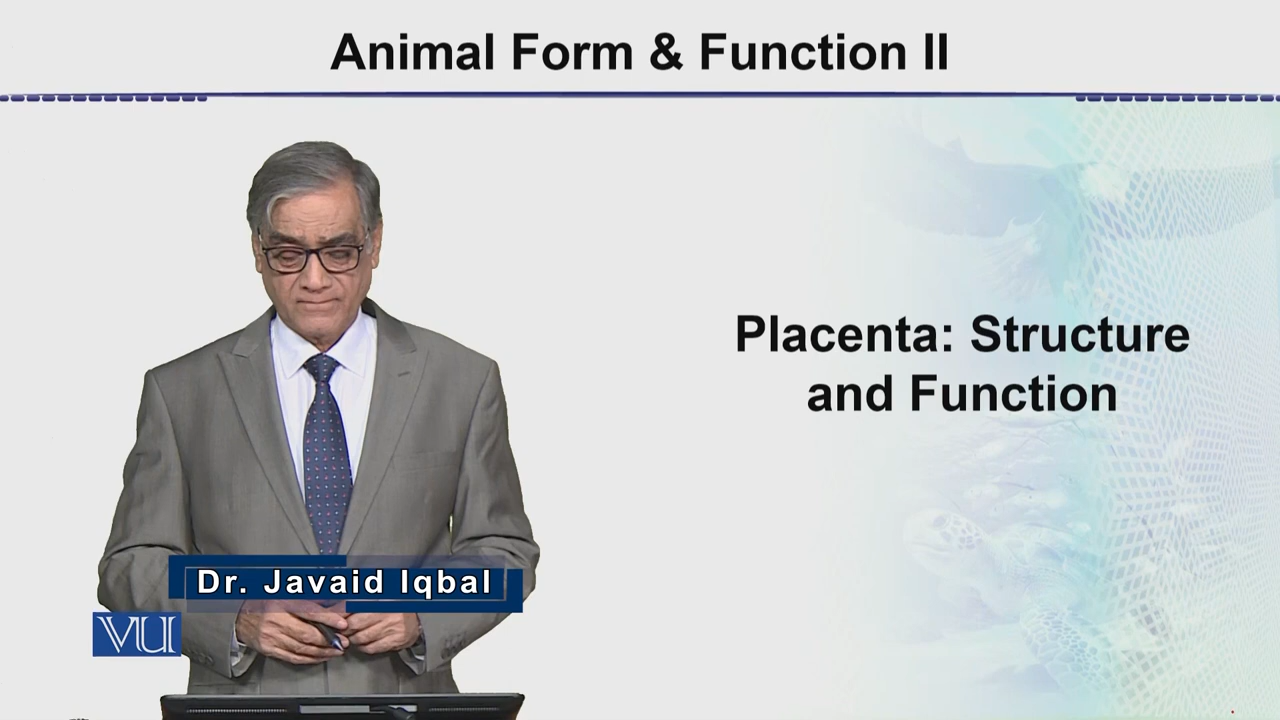 Animal Form & Function II
Placenta: Structure
and Function
Dr. Javaid Iqbal
VU